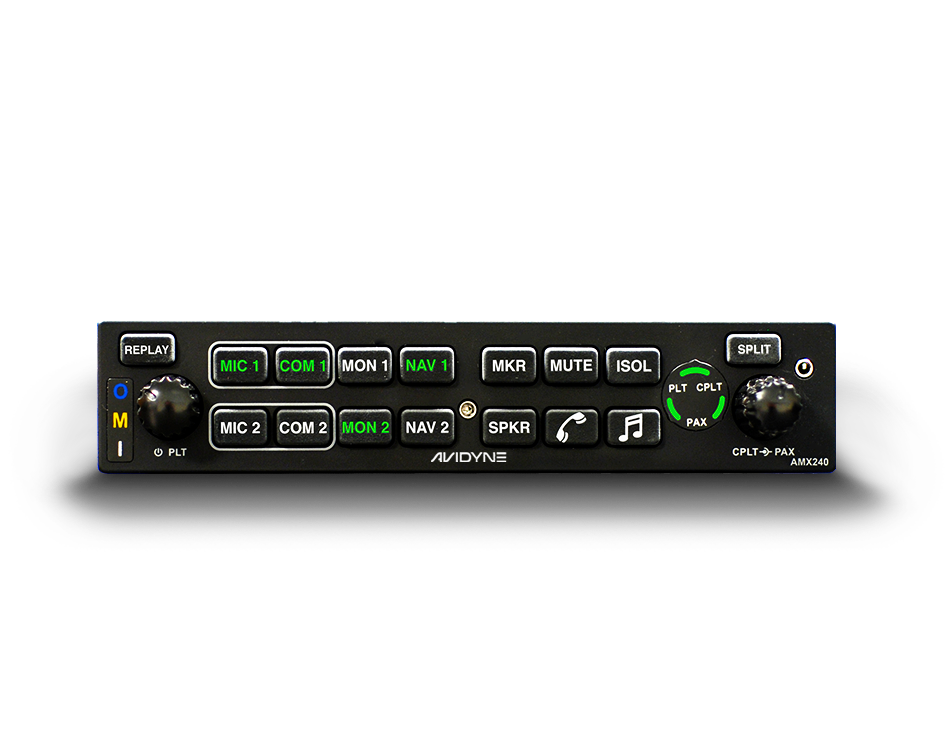 REPLAY
MIC 1 COM 1 MON 1 NAV 1 MKR MUTE ISOL
SPLIT
O
M
I
PLT CPLT
PAX
MIC 2 COM 2 MON 2 NAV 2 SPKR
PLT
AVIDYNE
CPLT PAX
AMX240